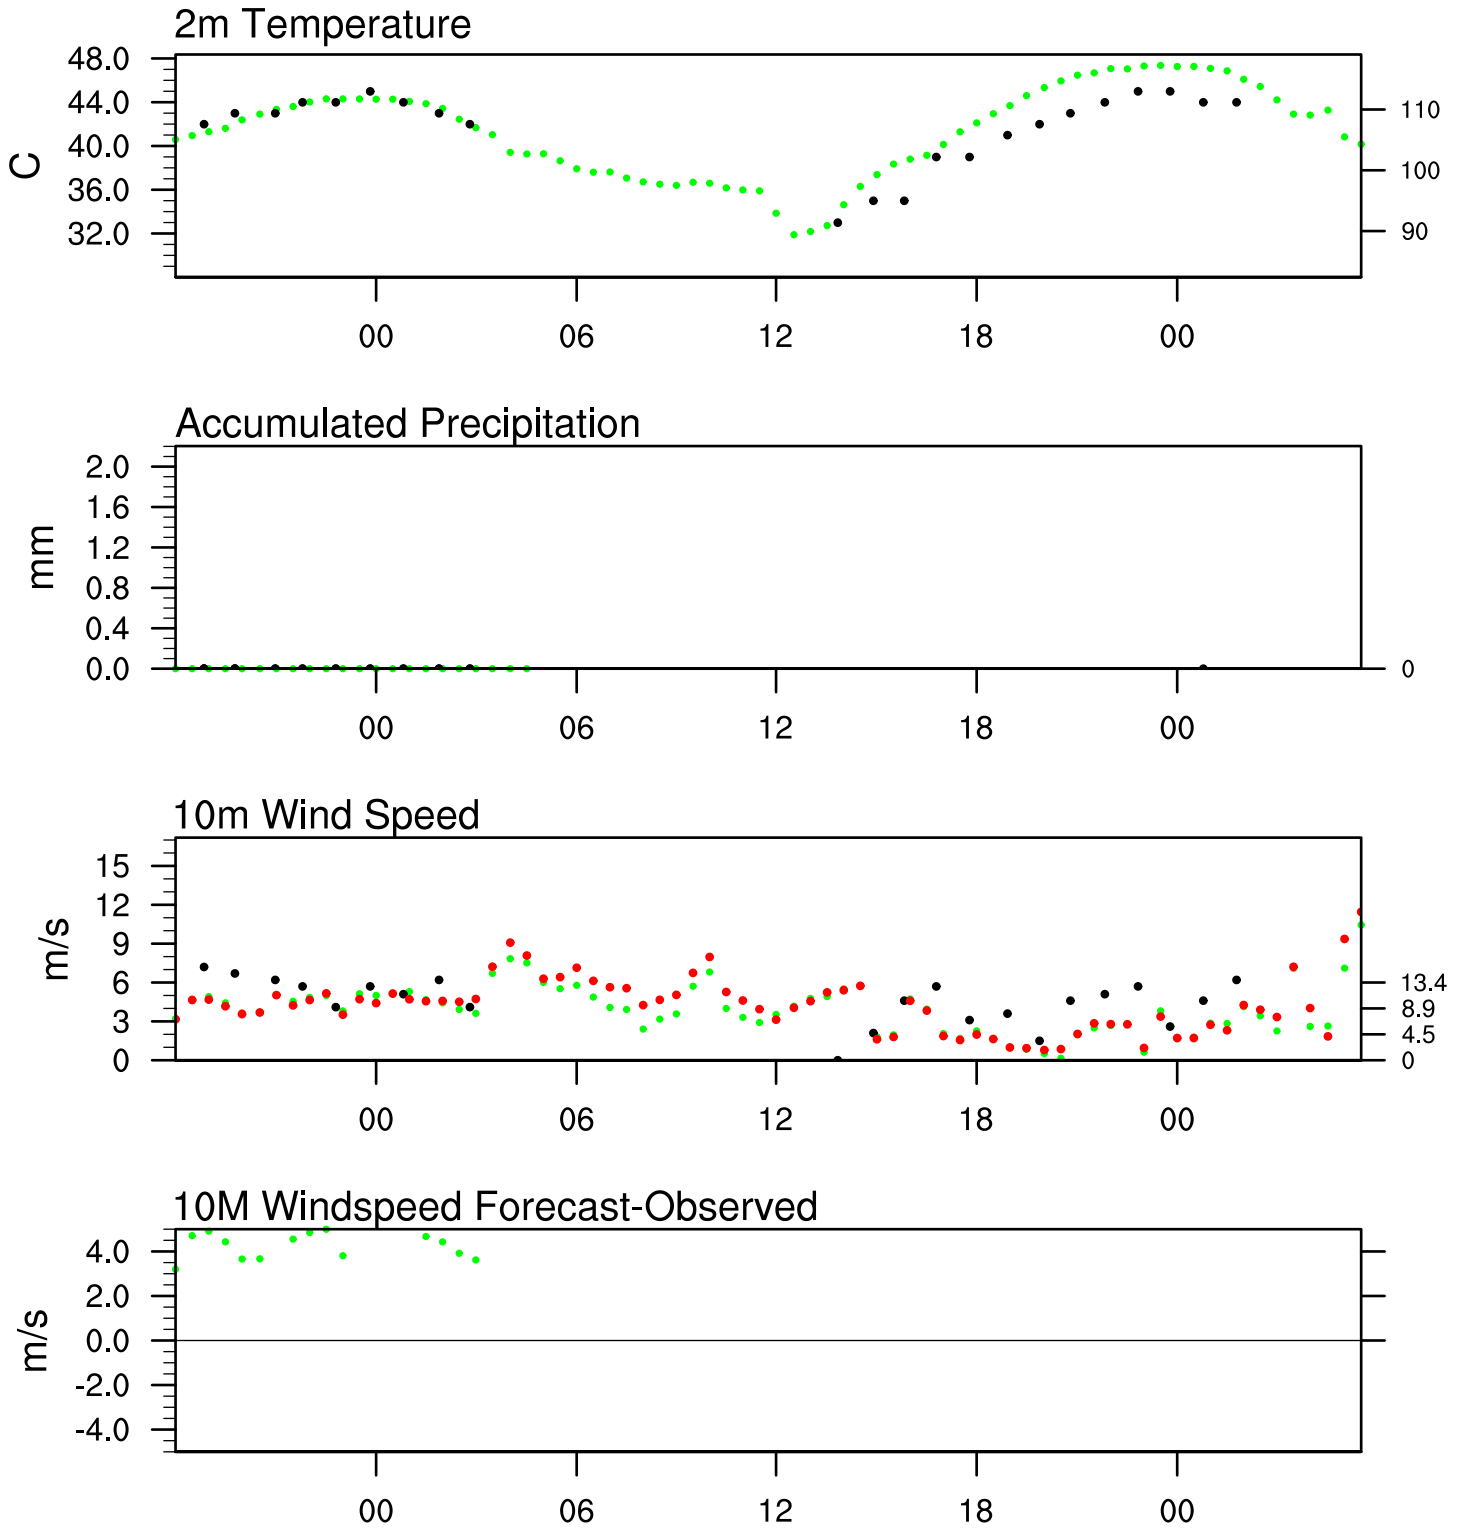 2m Temperature
48.0
44.0
40.0
36.0
32.0
C
110
100
90
00 06 12 18 00
Accumulated Precipitation
2.0
1.6
1.2
0.8
0.4
0.0
mm
0
00 06 12 18 00
10m Wind Speed
15
12
9
6
3
0
m/s
13.4
8.9
4.5
0
00 06 12 18 00
10M Windspeed Forecast-Observed
4.0
2.0
0.0
-2.0
-4.0
m/s
00 06 12 18 00